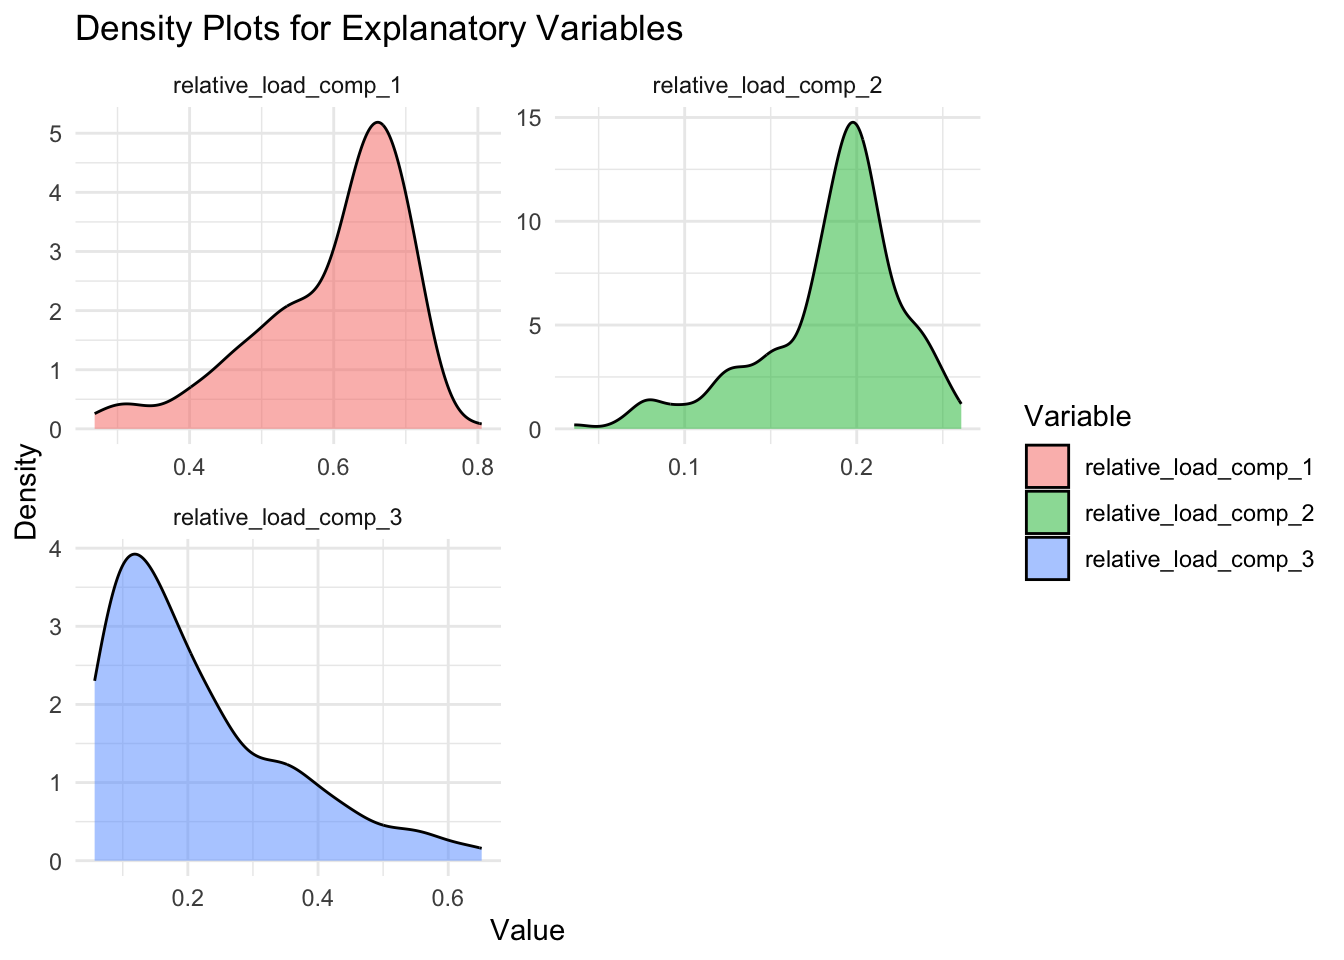 Density Plots for Explanatory Variables
relative_load_comp_1
relative_load_comp_2
5
4
3
2
1
0
0.4 0.6 0.8
15
10
5
0
0.1 0.2
relative_load_comp_3
4
3
2
1
0
0.2 0.4 0.6
Density
Value
Variable
relative_load_comp_1
relative_load_comp_2
relative_load_comp_3